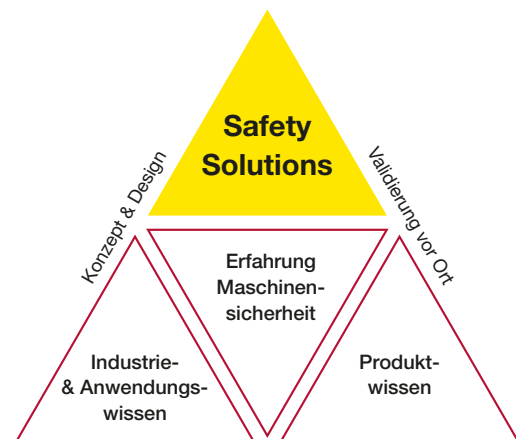 Safety
Solutions
Konzept & Design
Validierung vor Ort
Erfahrung
Maschinen-
sicherheit
Industrie-
& Anwendungs-
wissen
Produkt-
wissen